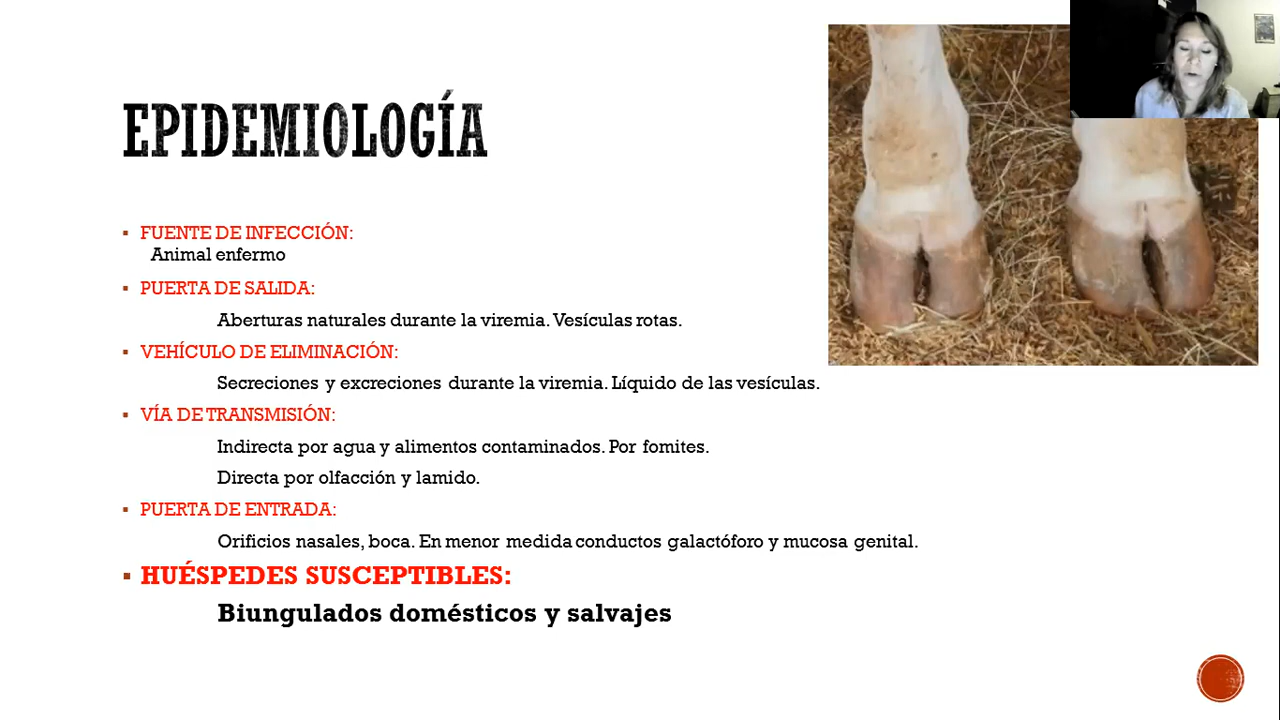 EPIDEMIOLOGÍA
▪ FUENTE DE INFECCIÓN:
Animal enfermo
▪ PUERTA DE SALIDA:
Aberturas naturales durante la viremia. Vesículas rotas.
▪ VEHÍCULO DE ELIMINACIÓN:
Secreciones y excreciones durante la viremia. Líquido de las vesículas.
▪ VÍA DE TRANSMISIÓN:
Indirecta por agua y alimentos contaminados. Por fomites.
Directa por olfacción y lamido.
▪ PUERTA DE ENTRADA:
Orificios nasales, boca. En menor medida conductos galactóforo y mucosa genital.
▪ HUÉSPEDES SUSCEPTIBLES:
Biungulados domésticos y salvajes